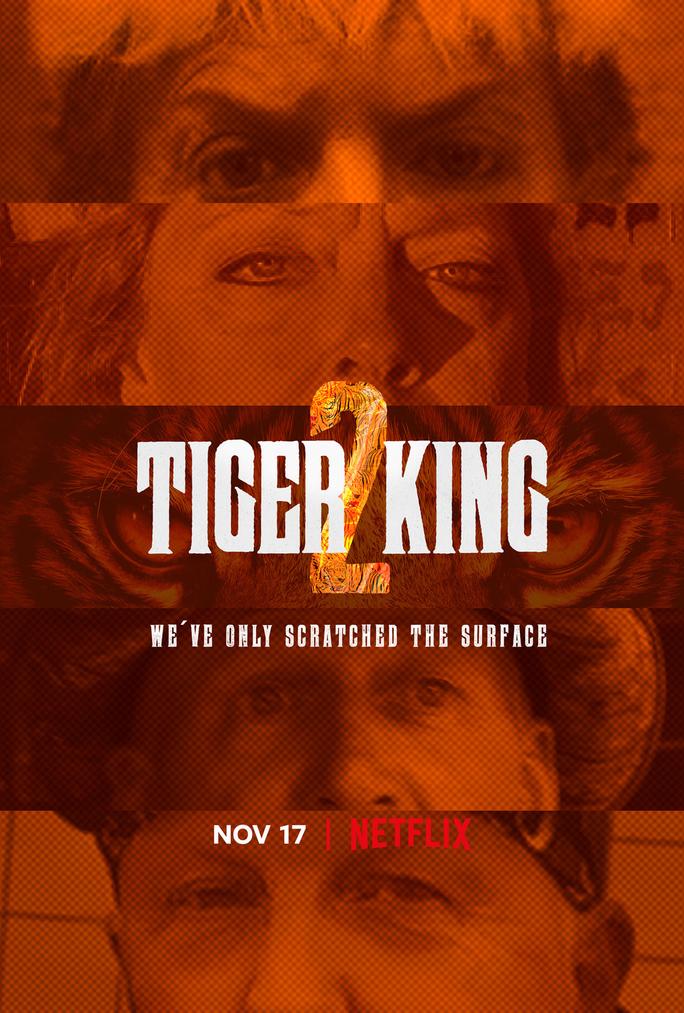 TIGER 2 KING
WE´VE ONLY SCRATCHED THE SURFACE
NOV 17 | NETFLIX